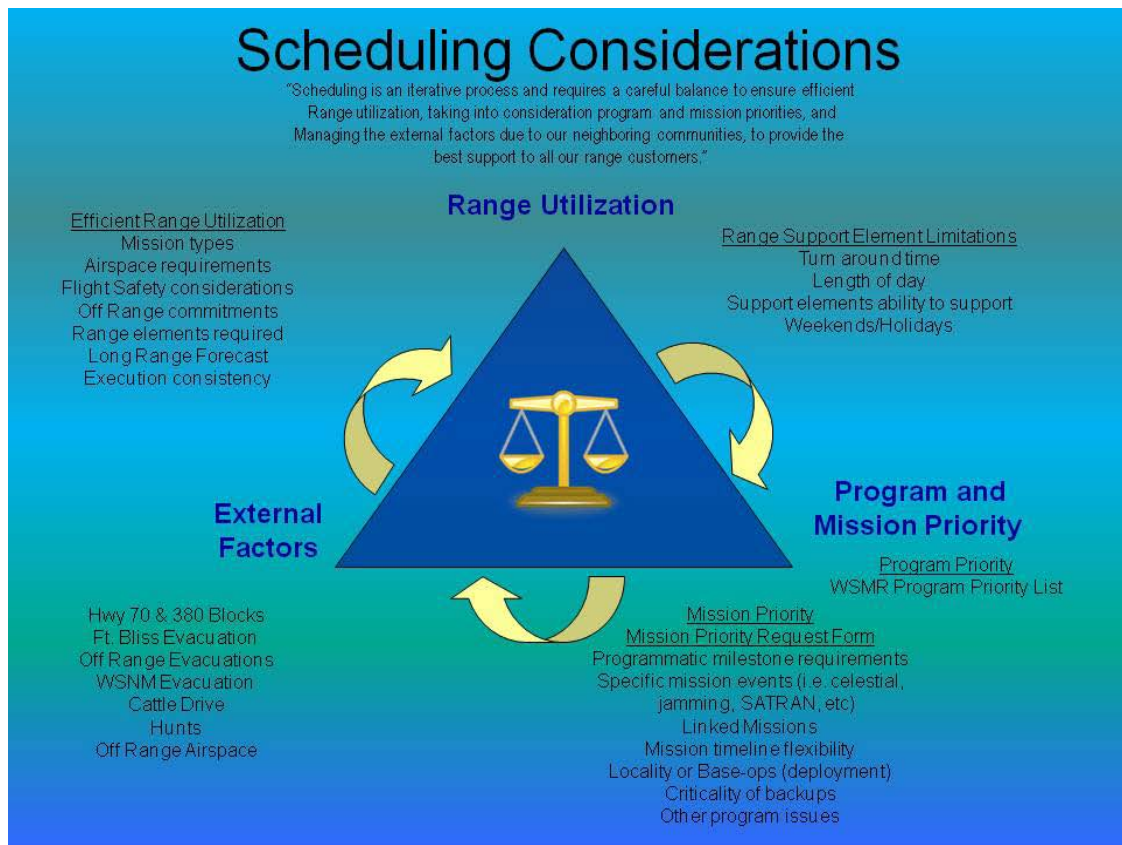 Scheduling Considerations
"Scheduling is an iterative process and requires a careful balance to ensure efficient
Range utilization, taking into consideration program and mission priorities, and
Managing the external factors due to our neighboring communities, to provide the
best support to all our range customers."
Range Utilization
Efficient Range Utilization
Mission types
Airspace requirements
Flight Safety considerations
Off Range commitments
Range elements required
Long Range Forecast
Execution consistency
Range Support Element Limitations
Turn around time
Length of day
Support elements ability to support
Weekends/Holidays
External
Factors
Program and
Mission Priority
Program Priority
WSMR Program Priority List
Hwy 70 & 380 Blocks
Ft. Bliss Evacuation
Off Range Evacuations
WSNM Evacuation
Cattle Drive
Hunts
Off Range Airspace
Mission Priority
Mission Priority Request Form
Programmatic milestone requirements
Specific mission events (i.e. celestial,
jamming, SATRAN, etc)
Linked Missions
Mission timeline flexibility
Locality or Base-ops (deployment)
Criticality of backups
Other program issues